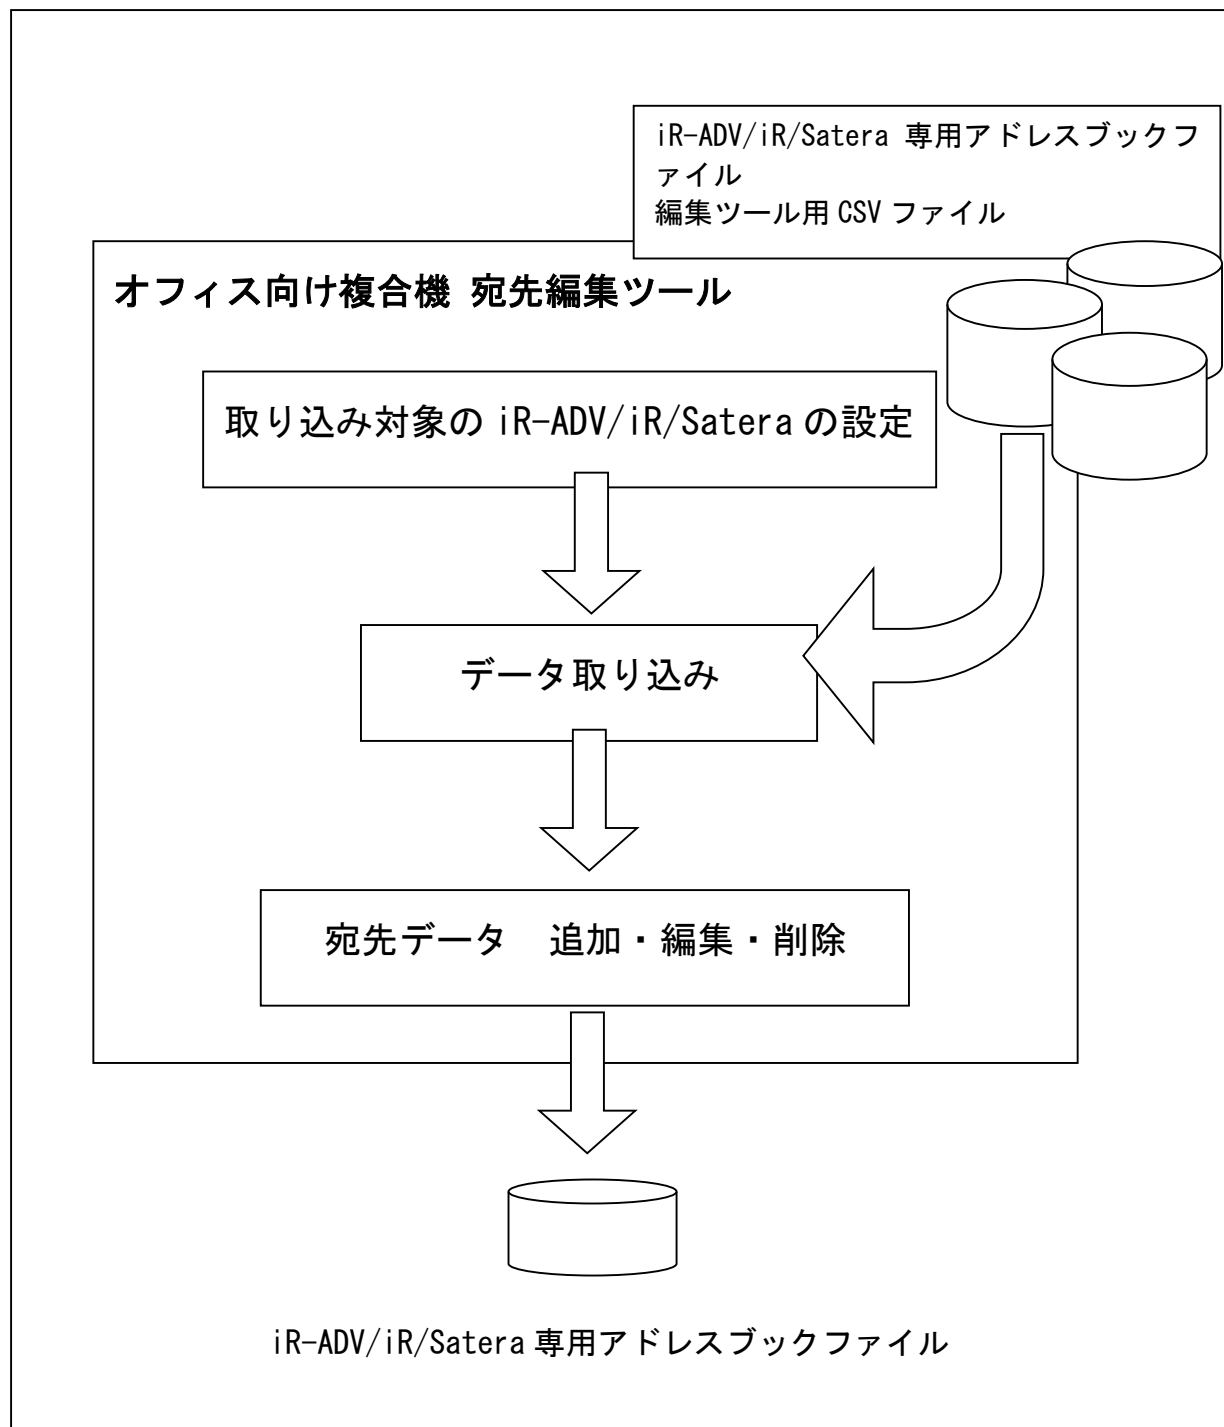 iR-ADV/iR/Satera 専用アドレスブックフ
ァイル
編集ツール用 CSV ファイル
オフィス向け複合機 宛先編集ツール
取り込み対象の iR-ADV/iR/Satera の設定
データ取り込み
宛先データ　追加・編集・削除
iR-ADV/iR/Satera 専用アドレスブックファイル